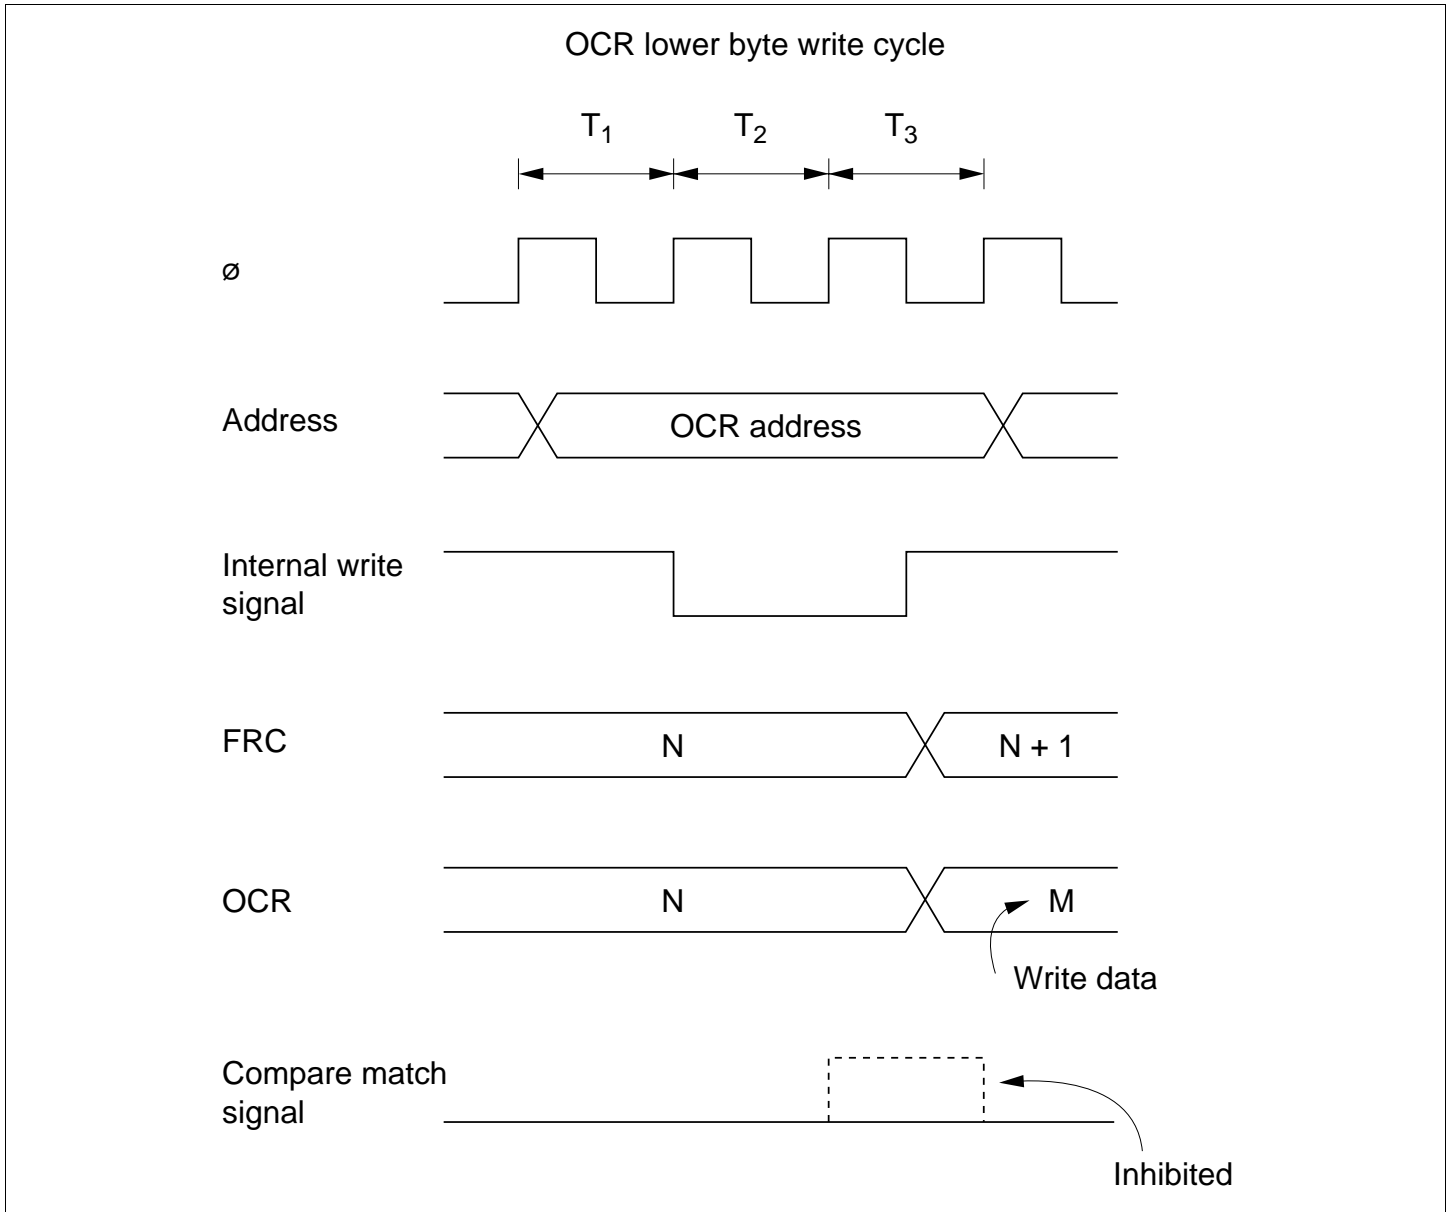 OCR lower byte write cycle
T1 T2 T3
ø
Address
OCR address
Internal write
signal
FRC
N
N + 1
OCR
N
M
Write data
Compare match
signal
Inhibited